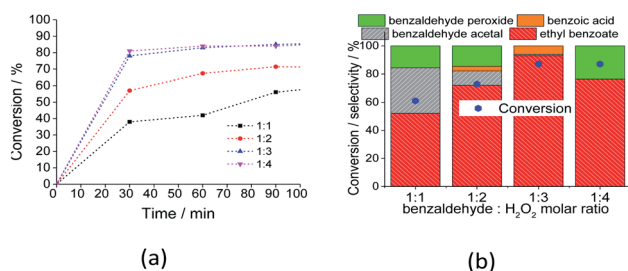 (a)
Conversion / %
100
90
80
70
60
50
40
30
20
10
0
1:1
1:2
1:3
1:4
0 10 20 30 40 50 60 70 80 90 100
Time / min
(b)
benzaldehyde peroxide benzoic acid
benzaldehyde acetal ethyl benzoate
Conversion / selectivity / %
100
80
60
40
20
0
Conversion
1:1 1:2 1:3 1:4
benzaldehyde : H₂O₂ molar ratio
(a) (b)